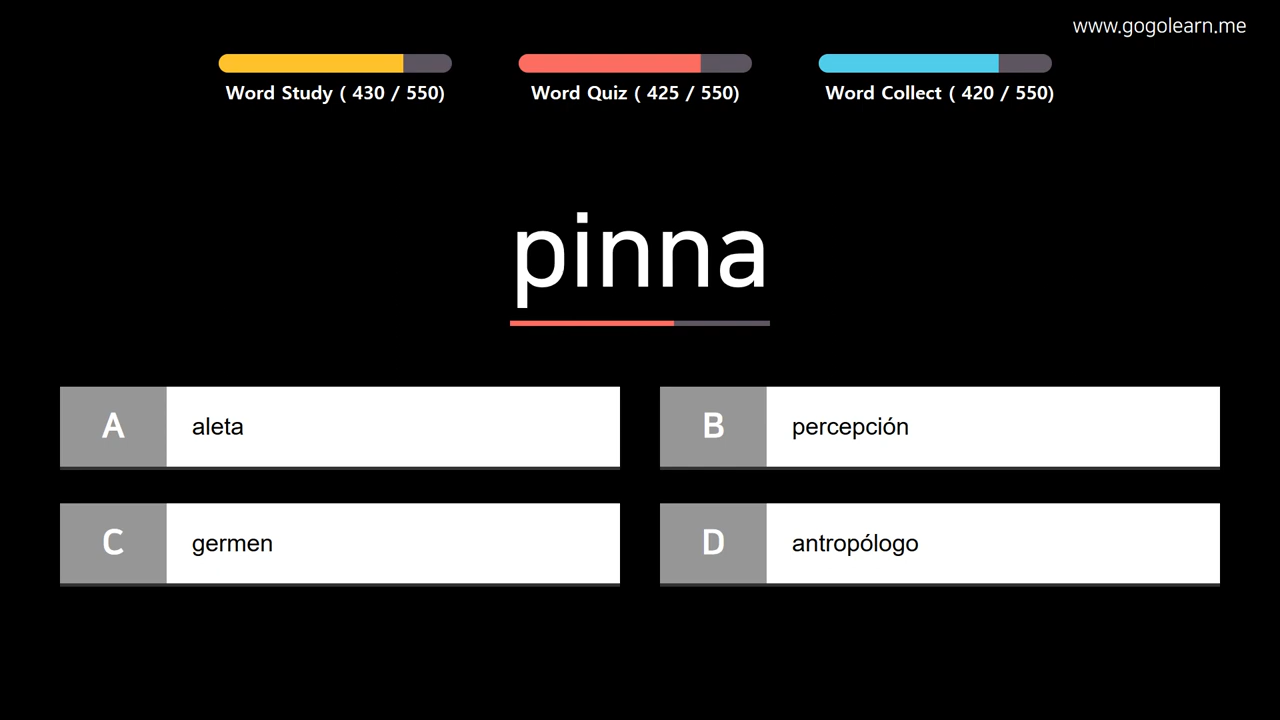 www.gogolearn.me
Word Study ( 430 / 550)
Word Quiz ( 425 / 550)
Word Collect ( 420 / 550)
pinna
A aleta
B percepción
C germen
D antropólogo